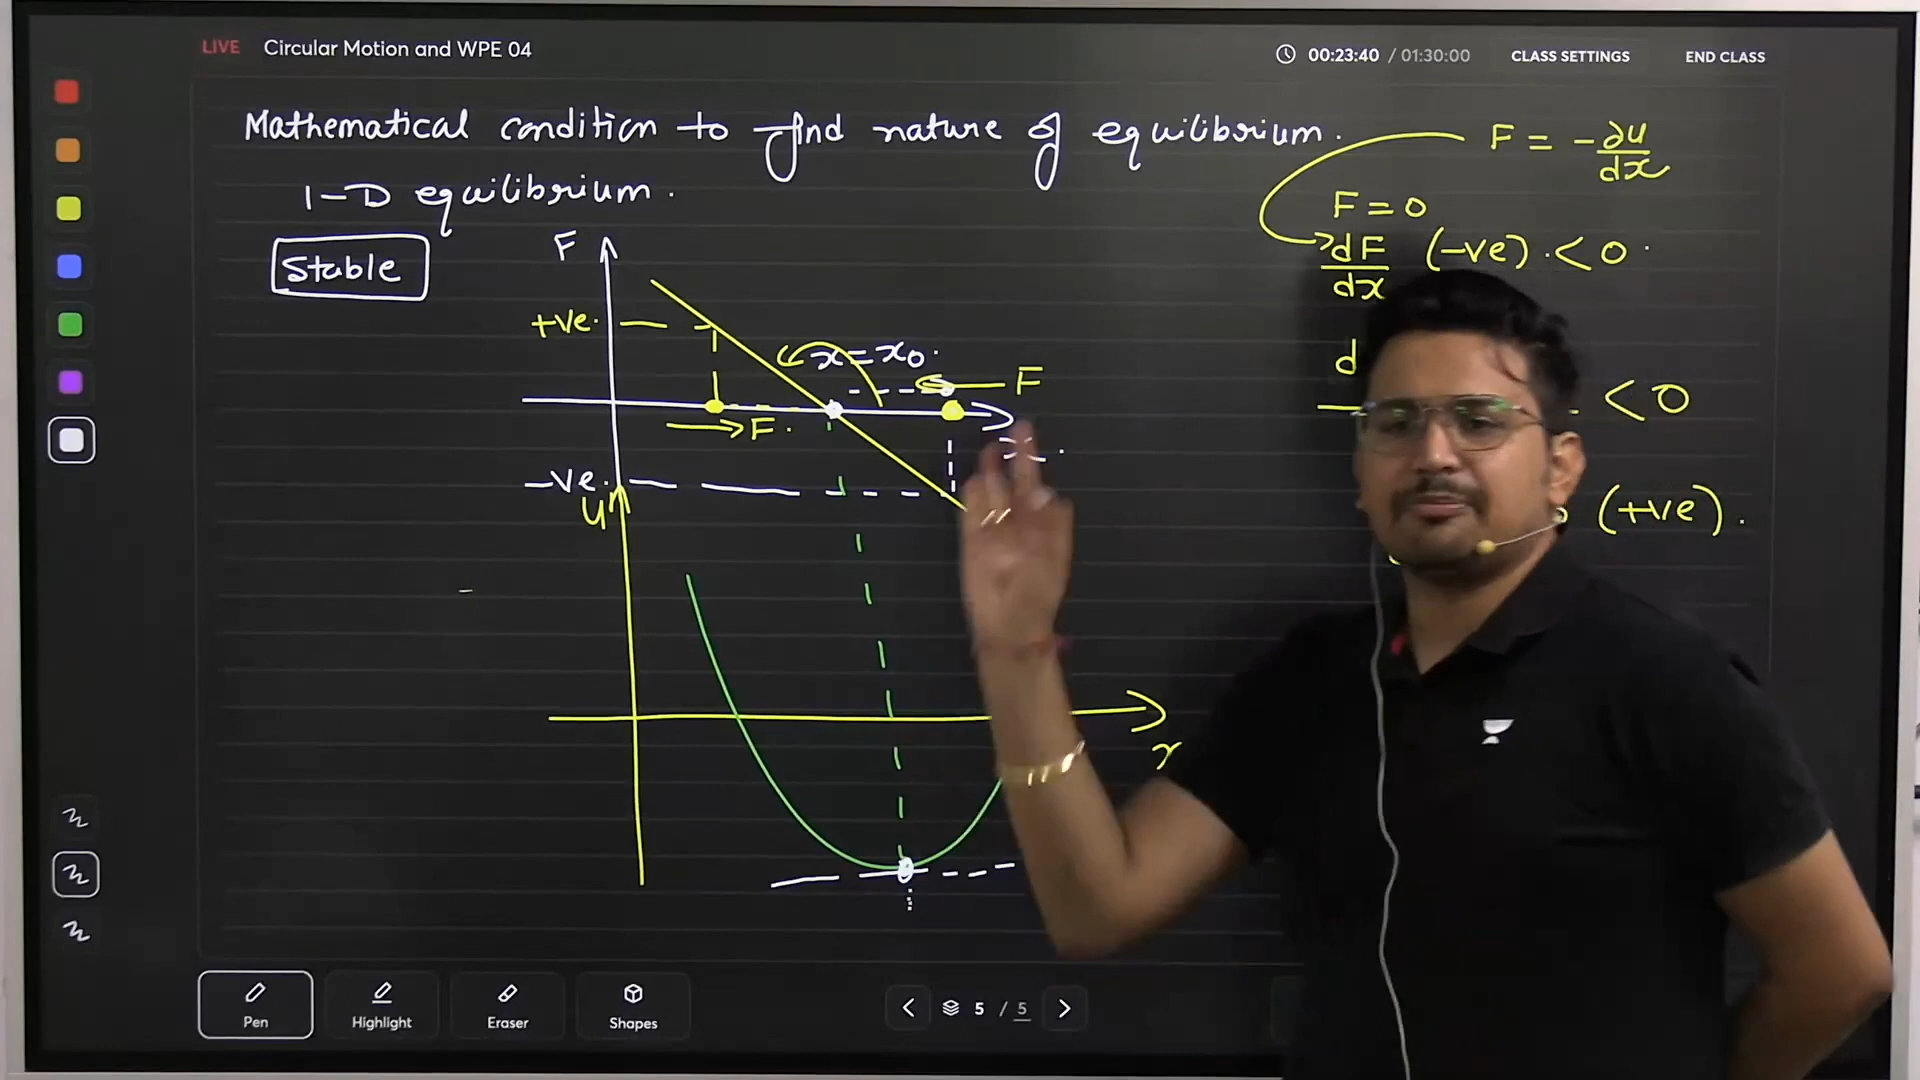 LIVE Circular Motion and WPE 04
00:23:40 / 01:30:00 CLASS SETTINGS END CLASS
Mathematical condition to find nature of equilibrium.
1-D equilibrium.
Stable
F
+ve.
x = x₀.
F
F.
x.
-ve.
U
x
F = -∂U/dx
F = 0
dF/dx (-ve). < 0.
d
< 0
(+ve).
Pen Highlight Eraser Shapes
5 / 5